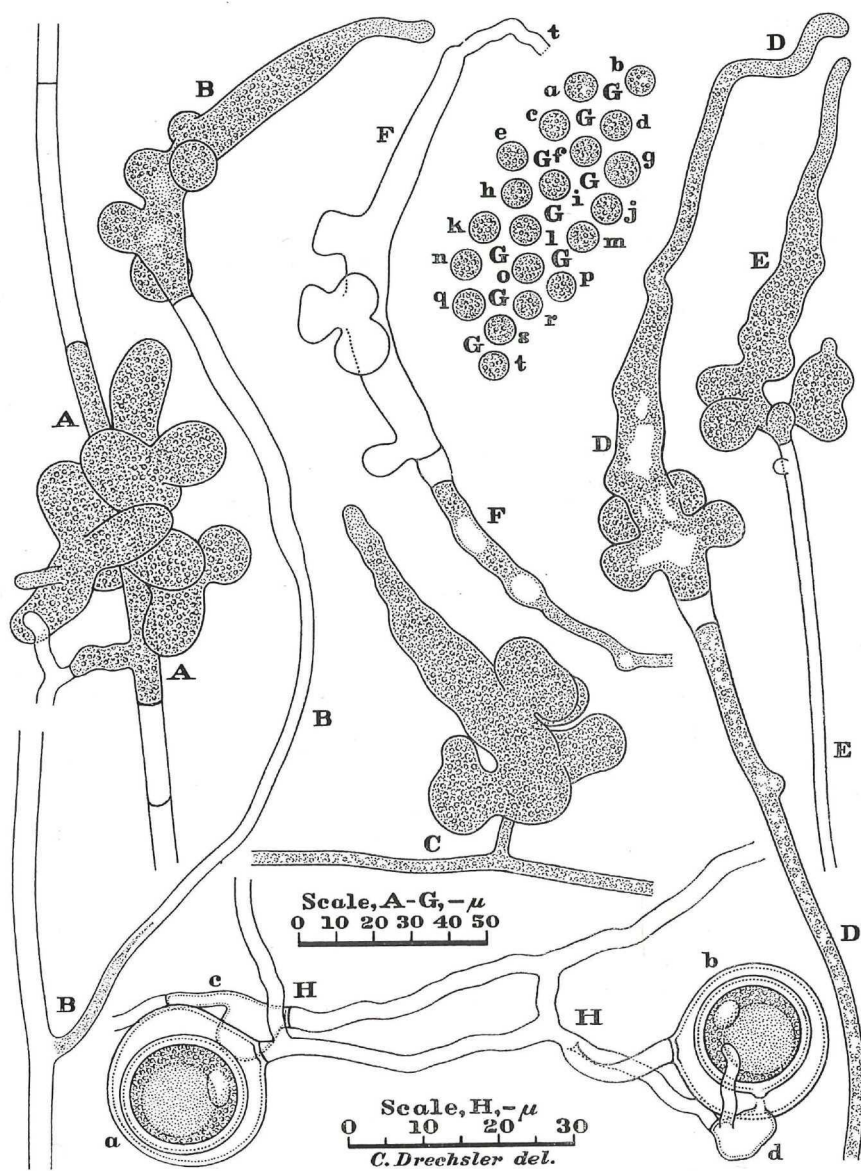 t
D
B
b
a G
F
c G d
e
G f
g
h
G
i
j
G
k
l
m
E
n
G G
o
p
q
G
r
s
G
t
A
D
F
A
B
E
C
Scale, A-G,-μ
0 10 20 30 40 50
D
B
c
H
b
H
a
Scale, H,-μ
0 10 20 30
d
C. Drechsler del.